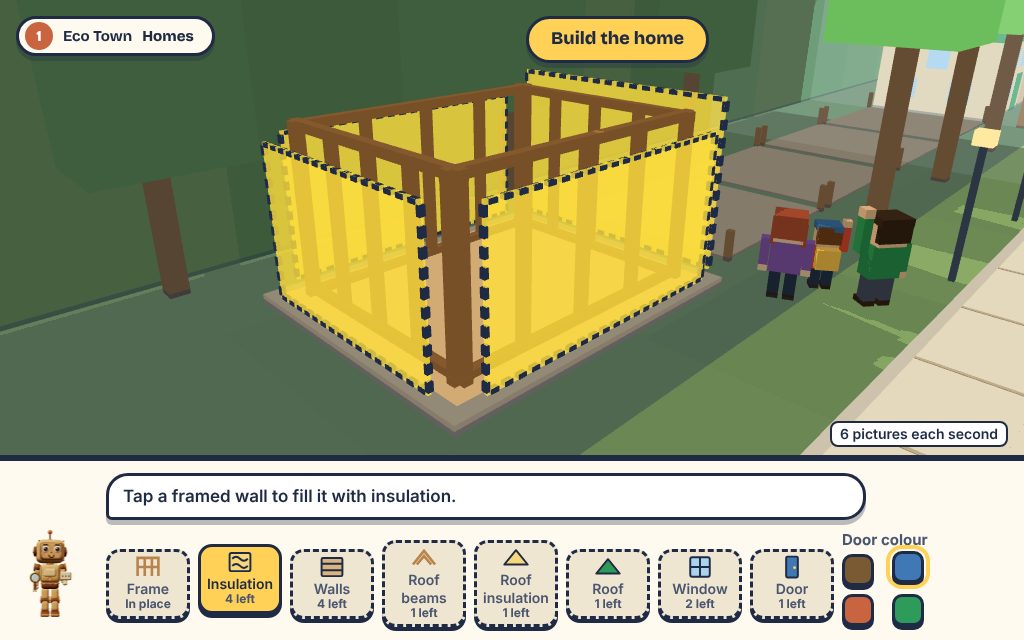 1 Eco Town Homes
Build the home
6 pictures each second
Tap a framed wall to fill it with insulation.
Frame
In place
Insulation
4 left
Walls
4 left
Roof
beams
1 left
Roof
insulation
1 left
Roof
1 left
Window
2 left
Door
1 left
Door colour